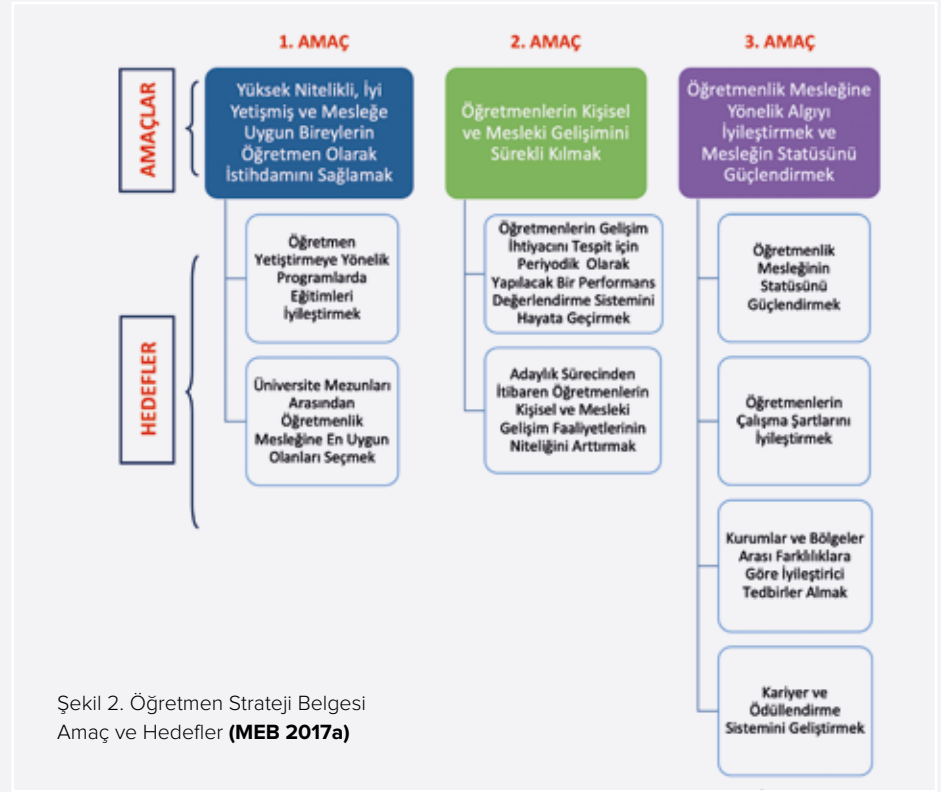 1. AMAÇ
2. AMAÇ
3. AMAÇ
AMAÇLAR
Yüksek Nitelikli, İyi
Yetişmiş ve Mesleğe
Uygun Bireylerin
Öğretmen Olarak
İstihdamını Sağlamak
Öğretmenlerin Kişisel
ve Mesleki Gelişimini
Sürekli Kılmak
Öğretmenlik Mesleğine
Yönelik Algıyı
İyileştirmek ve
Mesleğin Statüsünü
Güçlendirmek
HEDEFLER
Öğretmen
Yetiştirmeye Yönelik
Programlarda
Eğitimleri
İyileştirmek
Üniversite Mezunları
Arasından
Öğretmenlik
Mesleğine En Uygun
Olanları Seçmek
Öğretmenlerin Gelişim
İhtiyacını Tespit için
Periyodik Olarak
Yapılacak Bir Performans
Değerlendirme Sistemini
Hayata Geçirmek
Adaylık Sürecinden
İtibaren Öğretmenlerin
Kişisel ve Mesleki
Gelişim Faaliyetlerinin
Niteliğini Arttırmak
Öğretmenlik
Mesleğinin
Statüsünü
Güçlendirmek
Öğretmenlerin
Çalışma Şartlarını
İyileştirmek
Kurumlar ve Bölgeler
Arası Farklılıklara
Göre İyileştirici
Tedbirler Almak
Kariyer ve
Ödüllendirme
Sistemini Geliştirmek
Şekil 2. Öğretmen Strateji Belgesi
Amaç ve Hedefler (MEB 2017a)